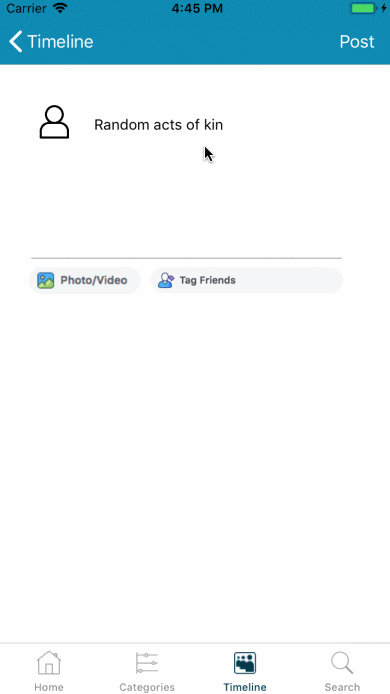 Carrier 4:45 PM
Timeline Post
Random acts of kin
Photo/Video Tag Friends
Home Categories Timeline Search